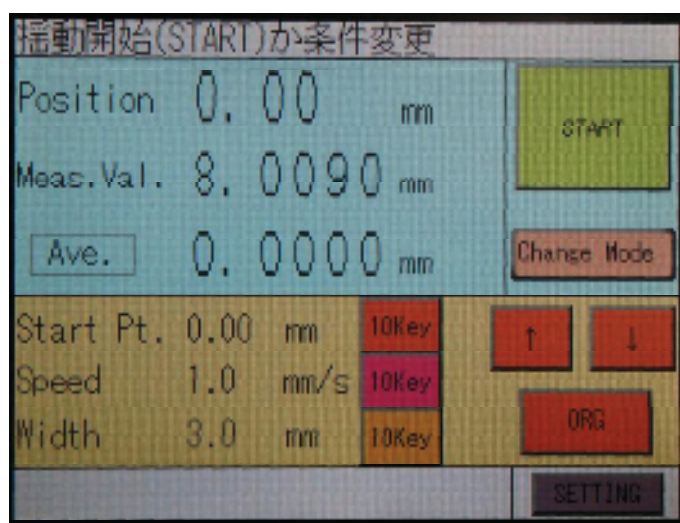 揺動開始(START)か条件変更
Position 0.00 mm
START
Meas.Val. 8.0090 mm
Ave. 0.0000 mm
Change Mode
Start Pt. 0.00 mm 10Key
↑ ↓
Speed 1.0 mm/s 10Key
Width 3.0 mm 10Key
ORG
SETTING